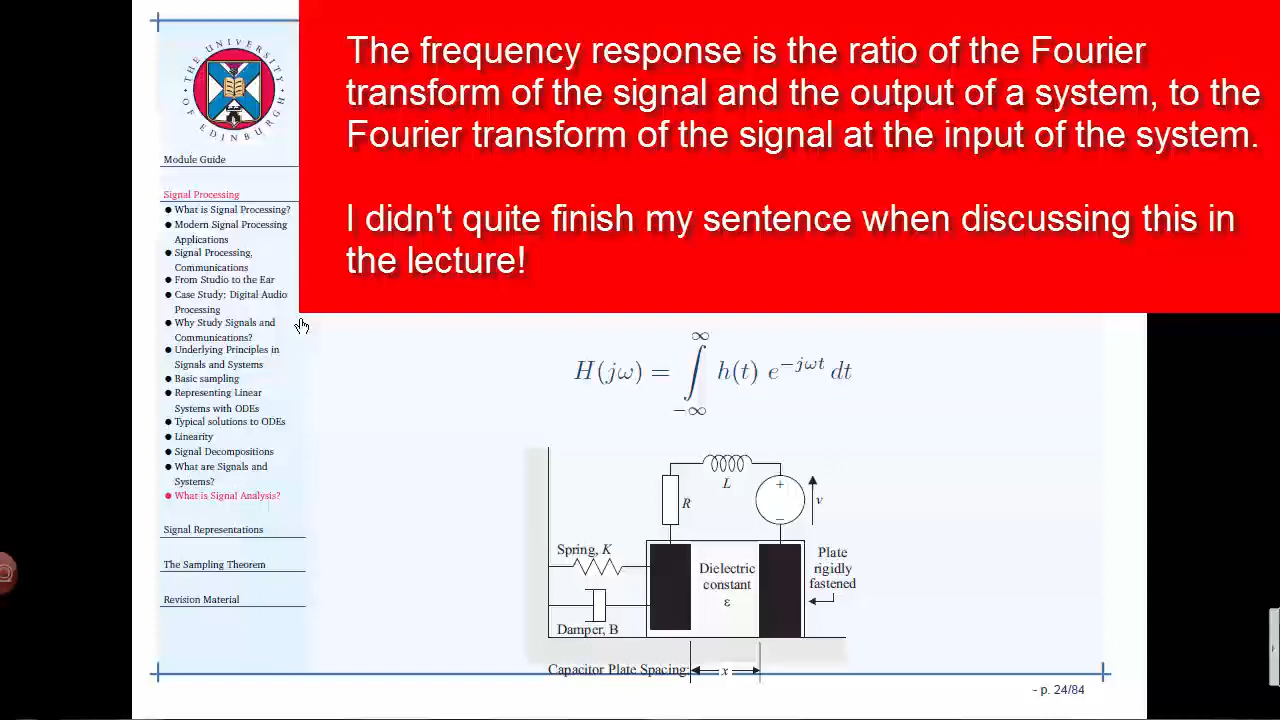 The frequency response is the ratio of the Fourier
transform of the signal and the output of a system, to the
Fourier transform of the signal at the input of the system.
I didn't quite finish my sentence when discussing this in
the lecture!
THE UNIVERSITY OF EDINBURGH
Module Guide
Signal Processing
● What is Signal Processing?
● Modern Signal Processing
Applications
● Signal Processing,
Communications
● From Studio to the Ear
● Case Study: Digital Audio
Processing
● Why Study Signals and
Communications?
● Underlying Principles in
Signals and Systems
● Basic sampling
● Representing Linear
Systems with ODEs
● Typical solutions to ODEs
● Linearity
● Signal Decompositions
● What are Signals and
Systems?
● What is Signal Analysis?
Signal Representations
The Sampling Theorem
Revision Material
H(jω) = ∫_{-∞}^{∞} h(t) e^{-jωt} dt
L
R
+
−
v
Spring, K
Dielectric
constant
ε
Plate
rigidly
fastened
Damper, B
Capacitor Plate Spacing:
x
- p. 24/84